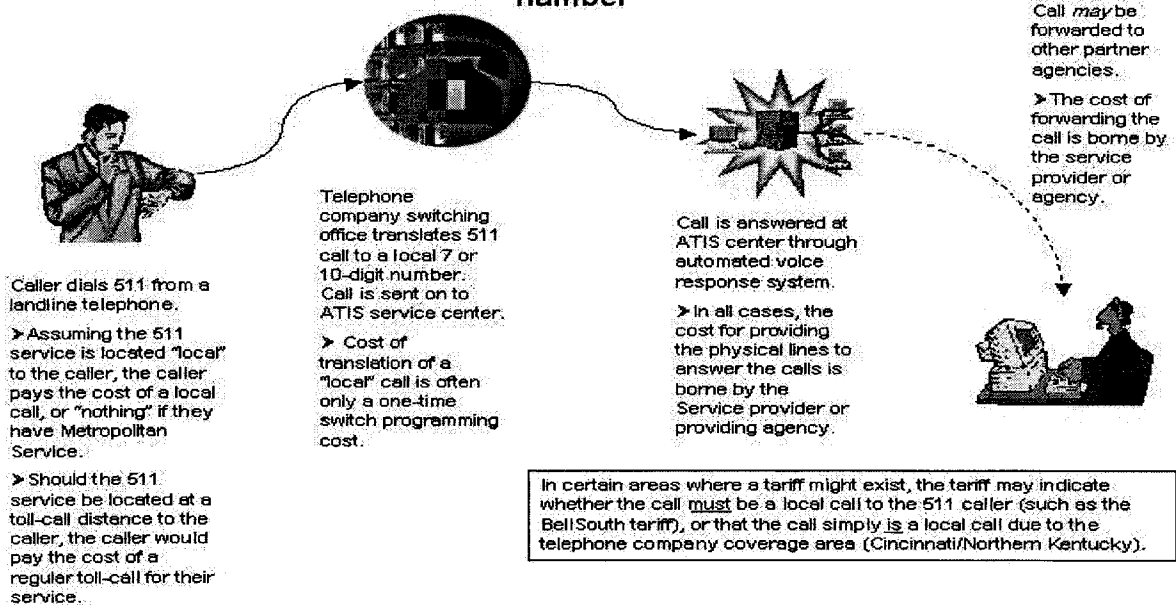 number
Caller dials 511 from a
landline telephone.
➤ Assuming the 511
service is located "local"
to the caller, the caller
pays the cost of a local
call, or "nothing" if they
have Metropolitan
Service.
➤ Should the 511
service be located at a
toll-call distance to the
caller, the caller would
pay the cost of a
regular toll-call for their
service.
Telephone
company switching
office translates 511
call to a local 7 or
10-digit number.
Call is sent on to
ATIS service center.
➤ Cost of
translation of a
"local" call is often
only a one-time
switch programming
cost.
Call is answered at
ATIS center through
automated voice
response system.
➤ In all cases, the
cost for providing
the physical lines to
answer the calls is
borne by the
Service provider or
providing agency.
Call may be
forwarded to
other partner
agencies.
➤ The cost of
forwarding the
call is borne by
the service
provider or
agency.
In certain areas where a tariff might exist, the tariff may indicate
whether the call must be a local call to the 511 caller (such as the
BellSouth tariff), or that the call simply is a local call due to the
telephone company coverage area (Cincinnati/Northern Kentucky).